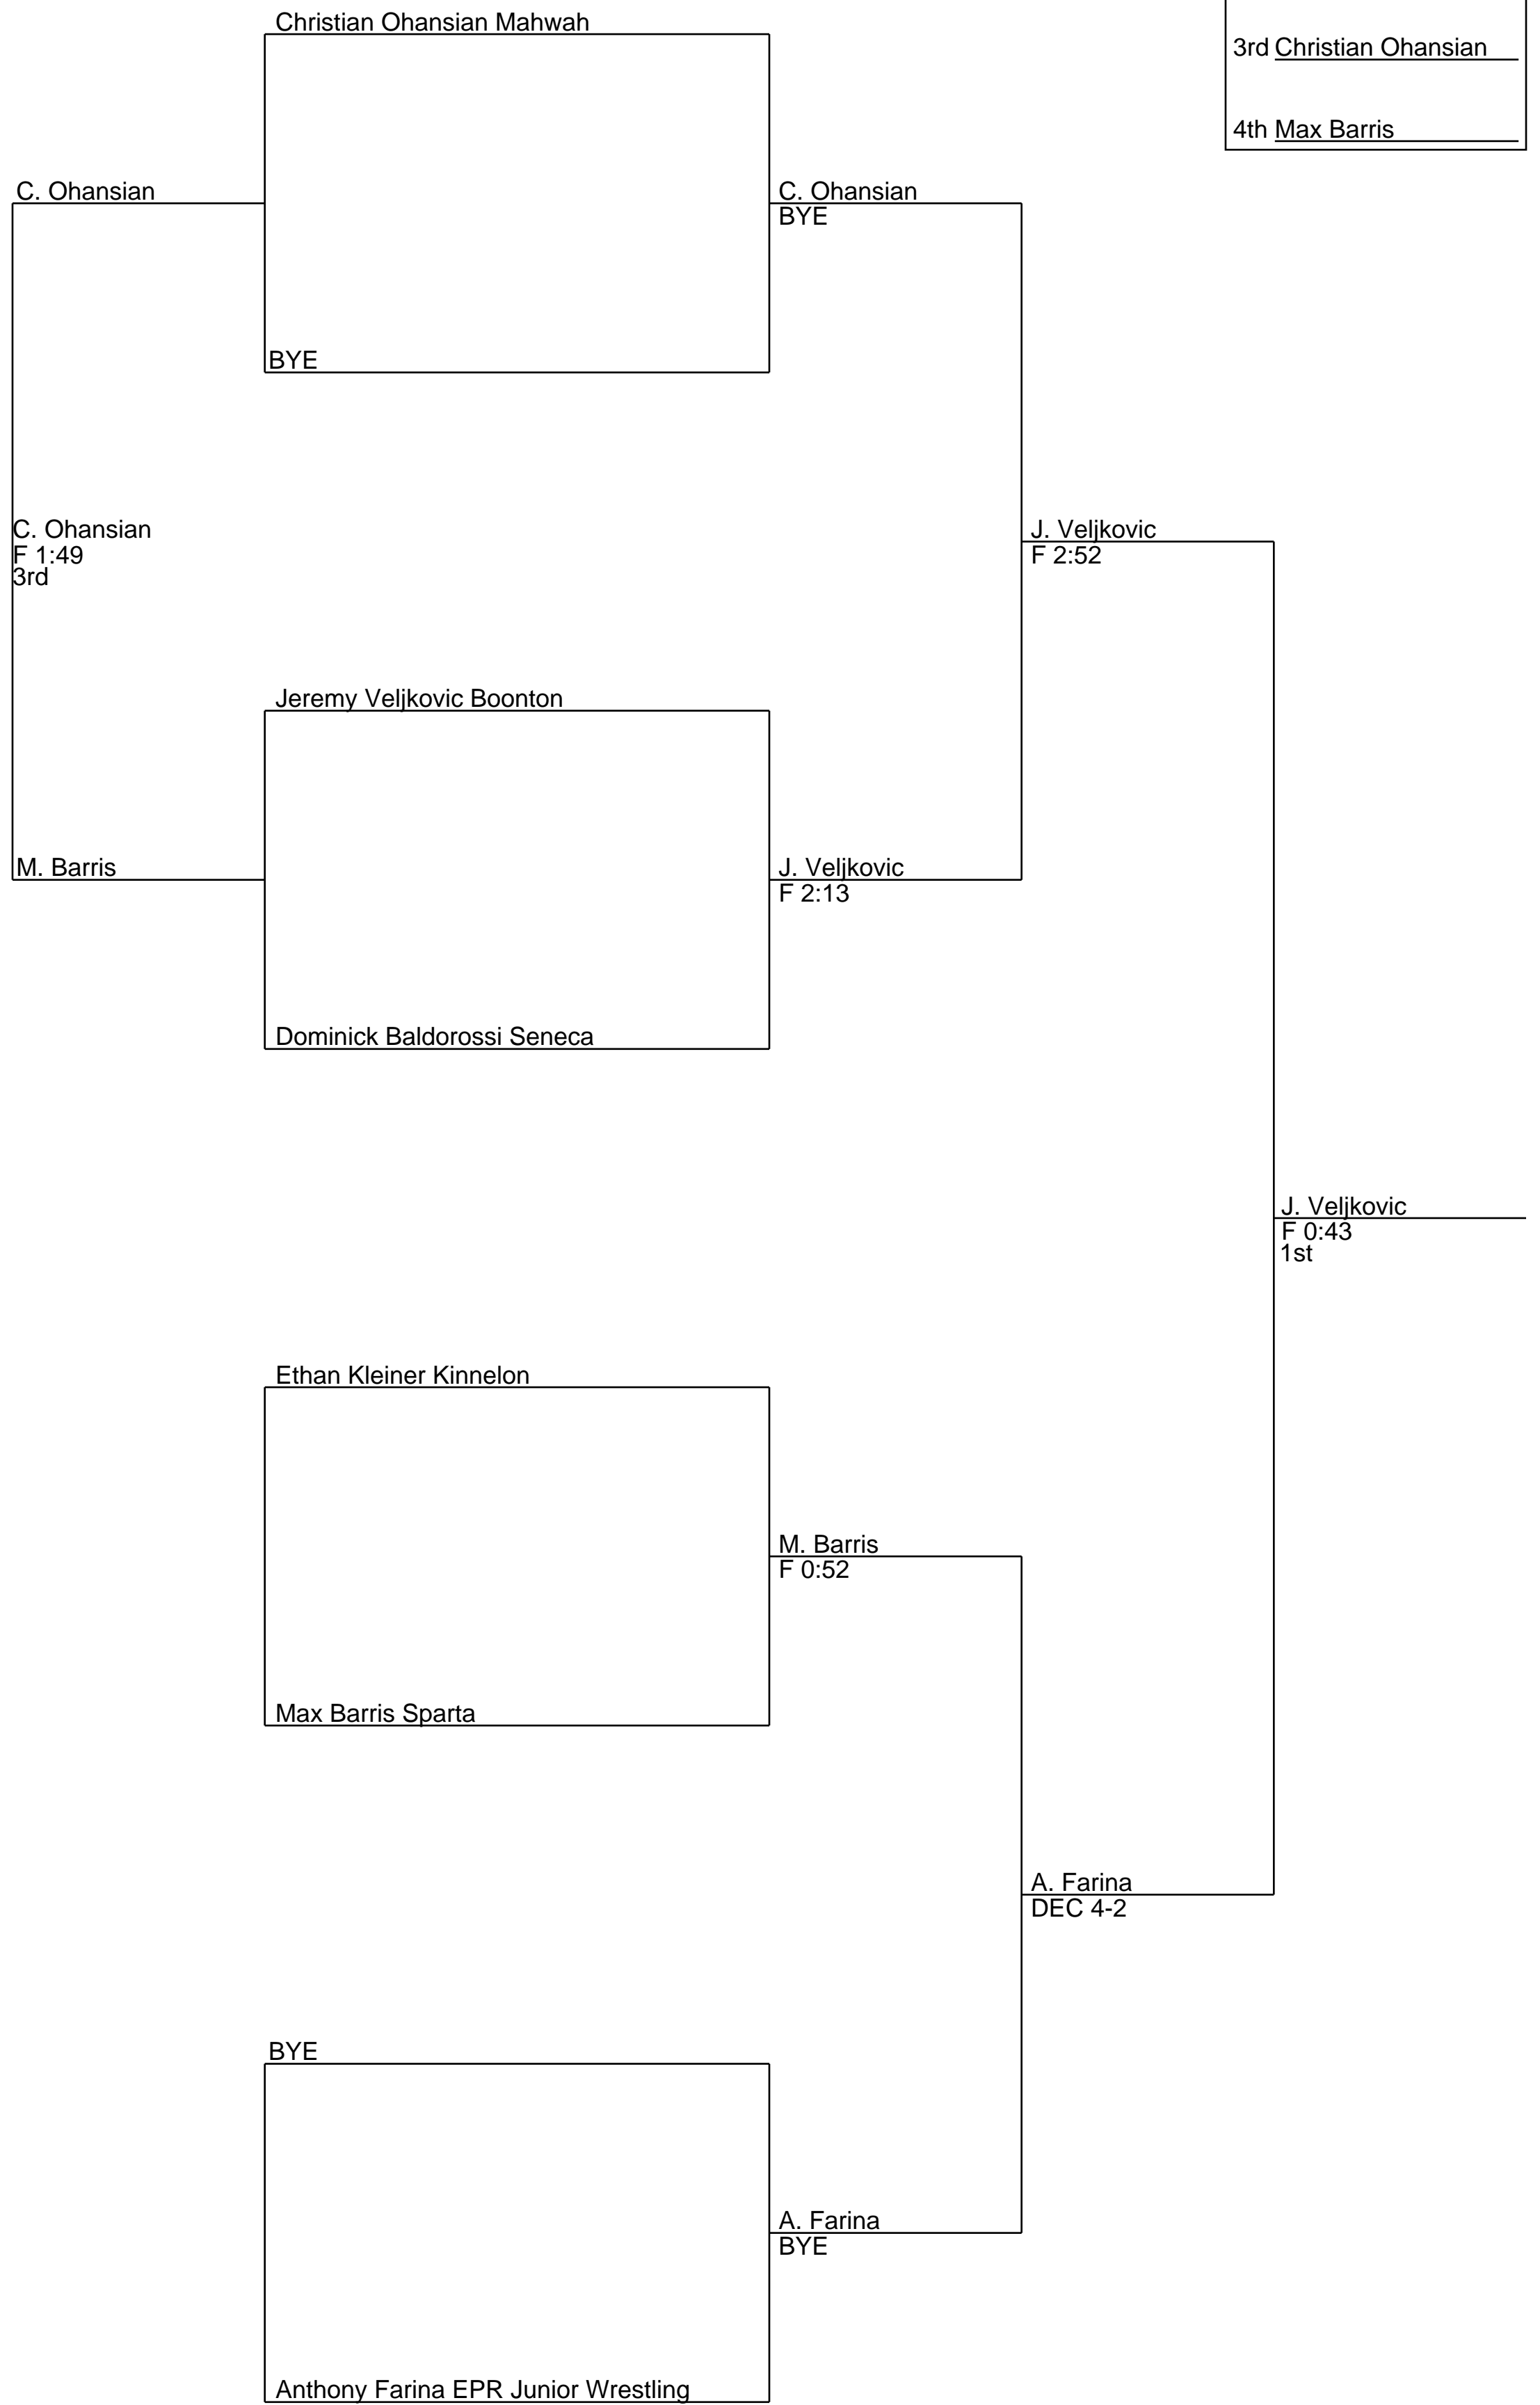 Christian Ohansian Mahwah
3rd Christian Ohansian
4th Max Barris
C. Ohansian
C. Ohansian
BYE
BYE
C. Ohansian
F 1:49
3rd
J. Veljkovic
F 2:52
Jeremy Veljkovic Boonton
M. Barris
J. Veljkovic
F 2:13
Dominick Baldorossi Seneca
J. Veljkovic
F 0:43
1st
Ethan Kleiner Kinnelon
M. Barris
F 0:52
Max Barris Sparta
A. Farina
DEC 4-2
BYE
A. Farina
BYE
Anthony Farina EPR Junior Wrestling